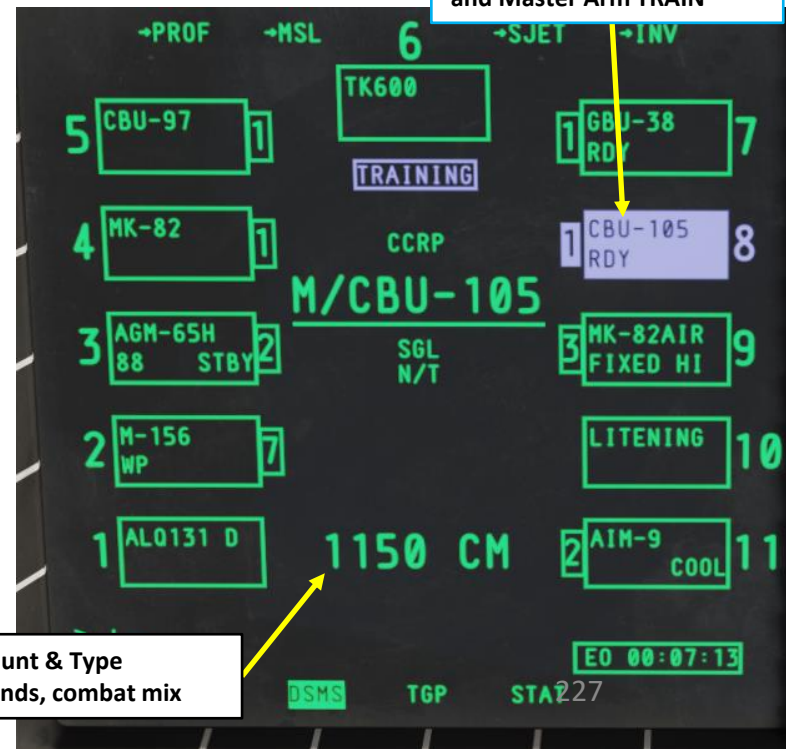 and Master Arm TRAIN
→PROF →MSL 6 →SJET →INV
TK600
5 CBU-97 1
1 GBU-38 7
RDY
TRAINING
4 MK-82 1
CCRP
1 CBU-105 8
RDY
M/CBU-105
3 AGM-65H 2
88 STBY
SGL
N/T
3 MK-82AIR 9
FIXED HI
2 M-156 7
WP
LITENING 10
1 ALQ131 D
1150 CM
2 AIM-9 11
COOL
unt & Type
nds, combat mix
EO 00:07:13
DSMS TGP STAT
227